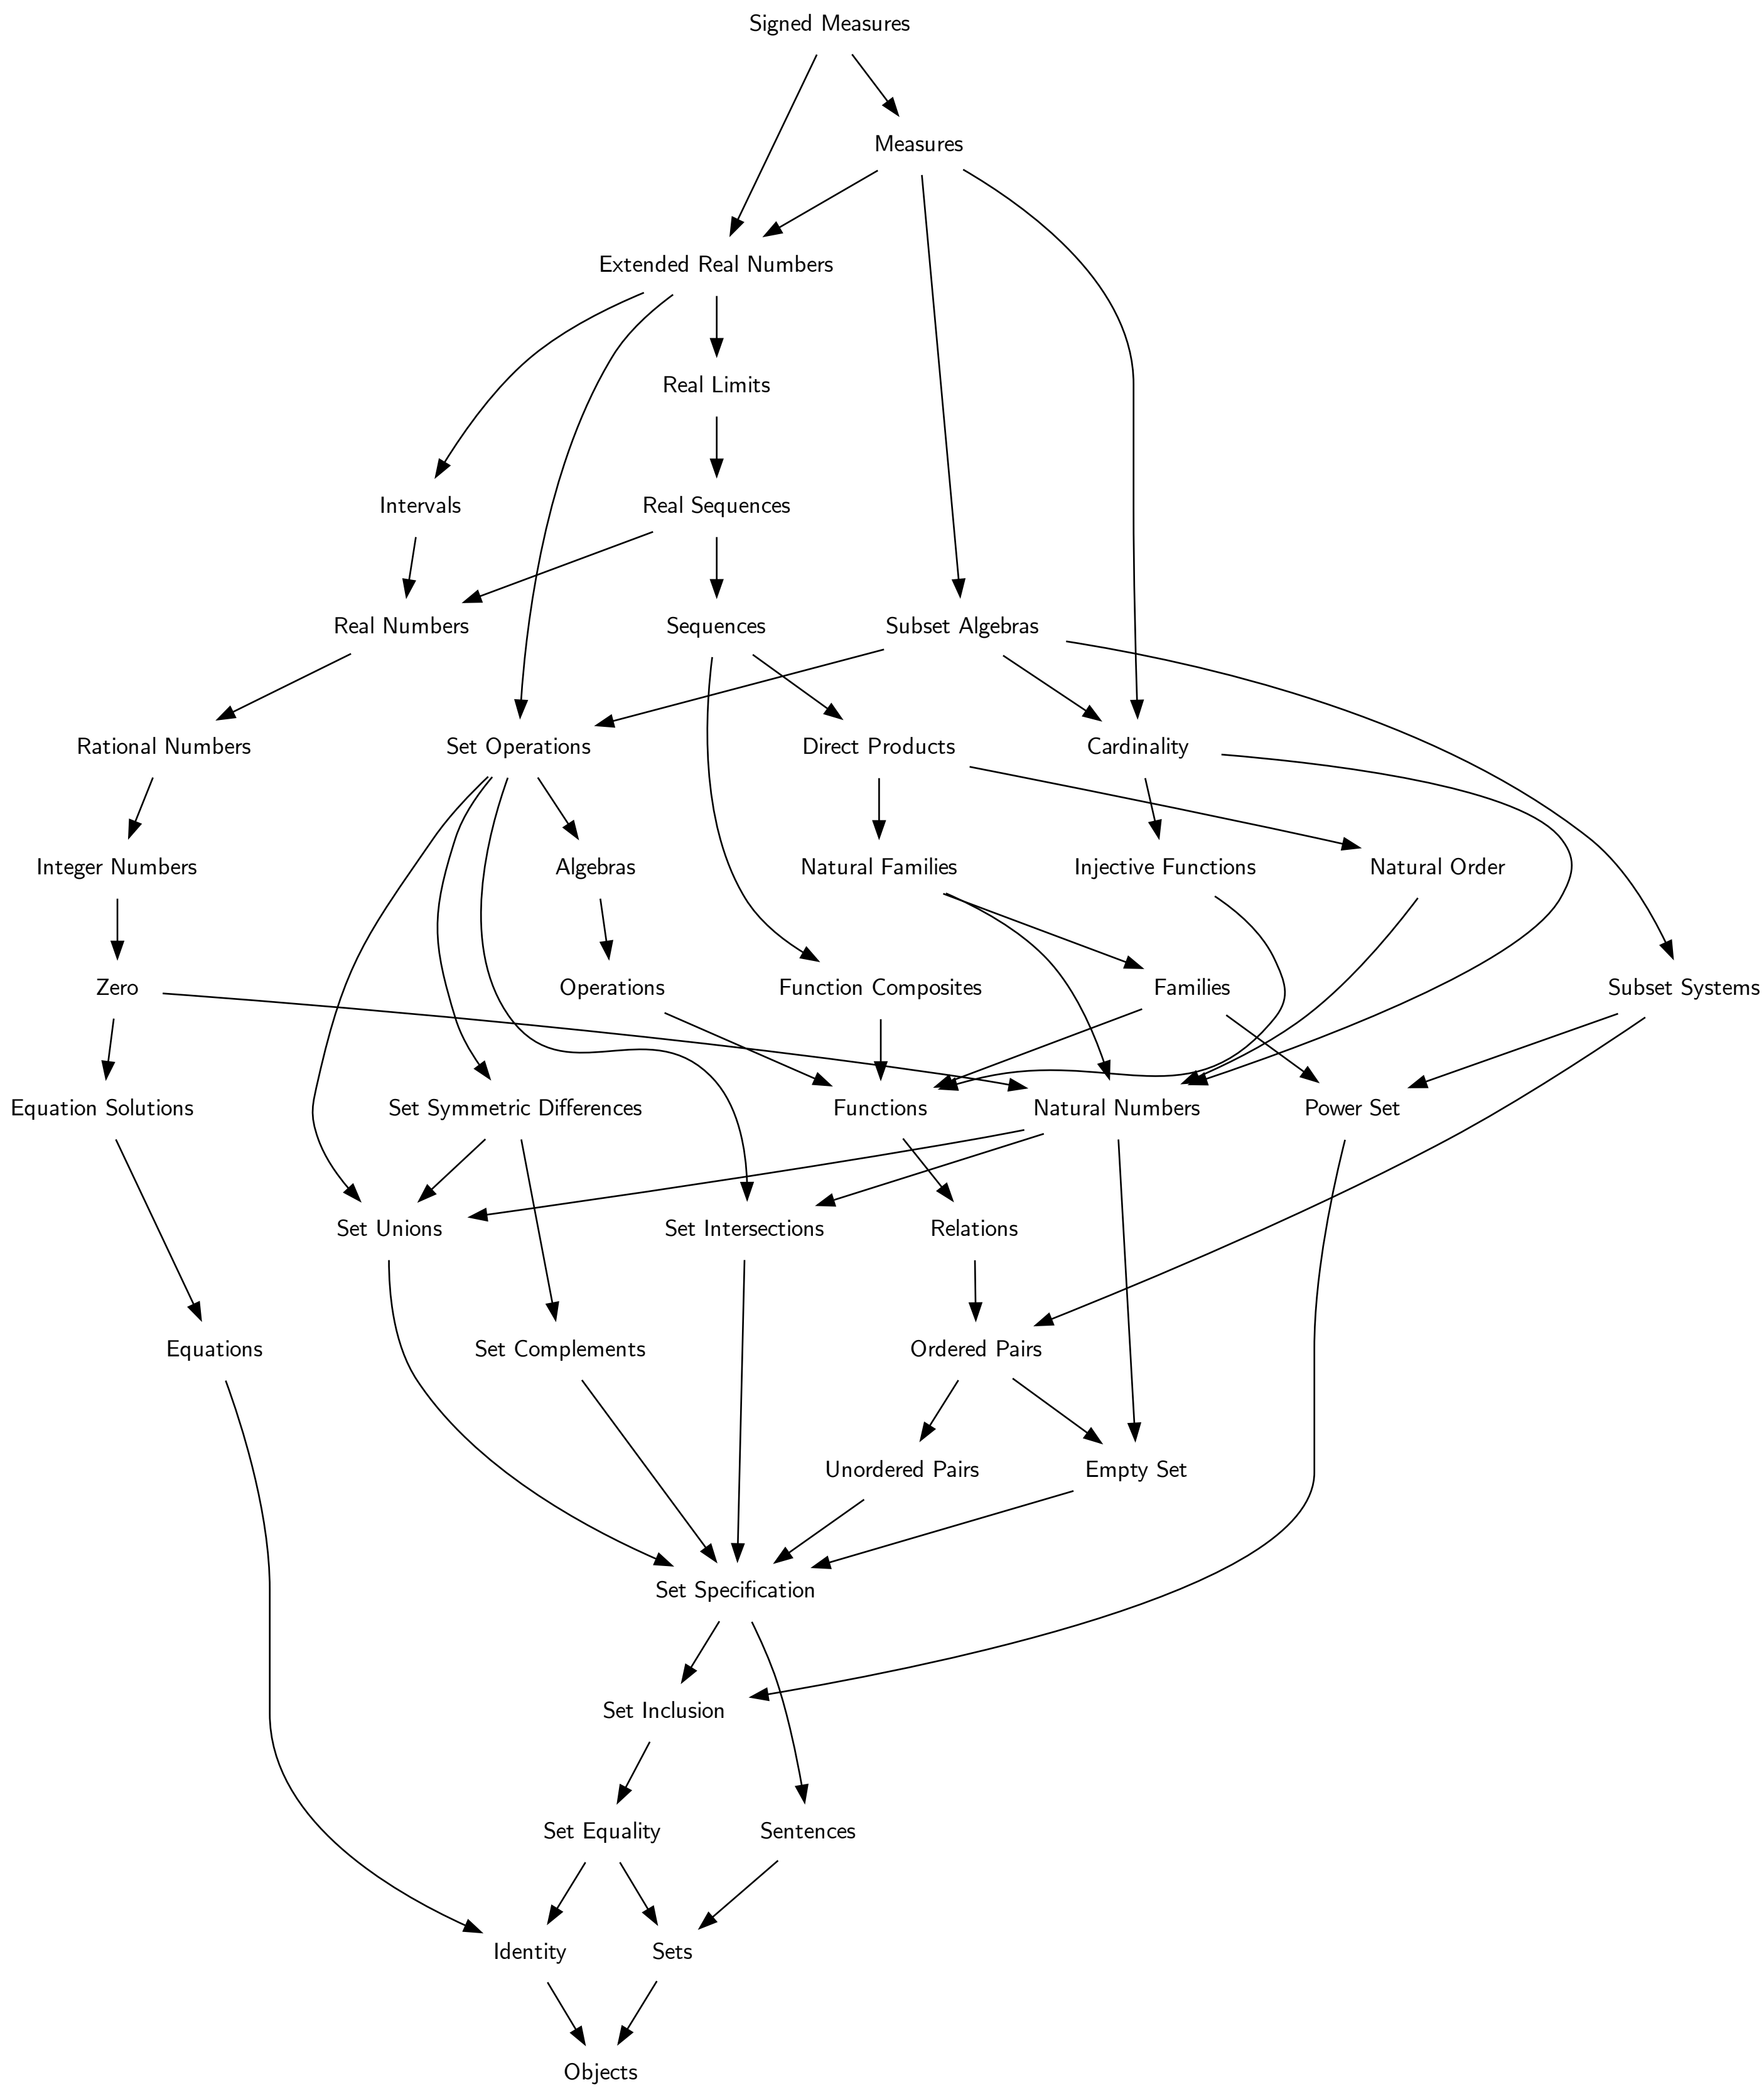 Signed Measures
Measures
Extended Real Numbers
Real Limits
Intervals
Real Sequences
Real Numbers
Sequences
Subset Algebras
Rational Numbers
Set Operations
Direct Products
Cardinality
Integer Numbers
Algebras
Natural Families
Injective Functions
Natural Order
Zero
Operations
Function Composites
Families
Subset Systems
Equation Solutions
Set Symmetric Differences
Functions
Natural Numbers
Power Set
Set Unions
Set Intersections
Relations
Equations
Set Complements
Ordered Pairs
Unordered Pairs
Empty Set
Set Specification
Set Inclusion
Set Equality
Sentences
Identity
Sets
Objects